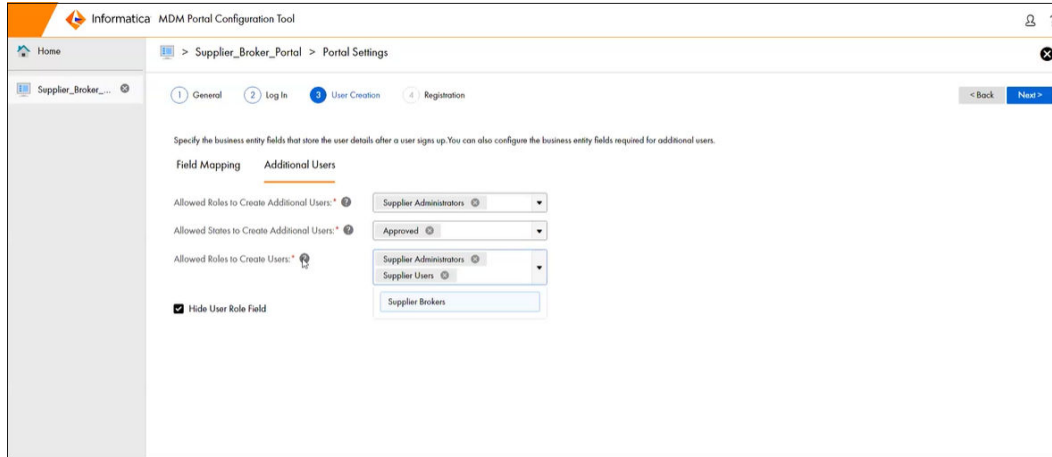 Informatica MDM Portal Configuration Tool
Home
> Supplier_Broker_Portal > Portal Settings
Supplier_Broker_...
1 General 2 Log In 3 User Creation 4 Registration
< Back Next >
Specify the business entity fields that store the user details after a user signs up.You can also configure the business entity fields required for additional users.
Field Mapping Additional Users
Allowed Roles to Create Additional Users:* ? Supplier Administrators
Allowed States to Create Additional Users:* ? Approved
Allowed Roles to Create Users:* ? Supplier Administrators
Supplier Users
Supplier Brokers
Hide User Role Field